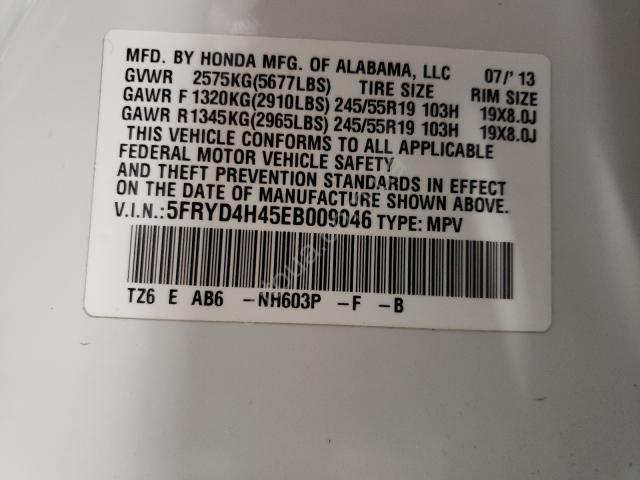 MFD. BY HONDA MFG. OF ALABAMA, LLC 07/'13
GVWR 2575KG(5677LBS) TIRE SIZE RIM SIZE
GAWR F 1320KG(2910LBS) 245/55R19 103H 19X8.0J
GAWR R 1345KG(2965LBS) 245/55R19 103H 19X8.0J
THIS VEHICLE CONFORMS TO ALL APPLICABLE
FEDERAL MOTOR VEHICLE SAFETY
AND THEFT PREVENTION STANDARDS IN EFFECT
ON THE DATE OF MANUFACTURE SHOWN ABOVE.
V.I.N.:5FRYD4H45EB009046 TYPE: MPV
TZ6 E AB6 -NH603P -F -B